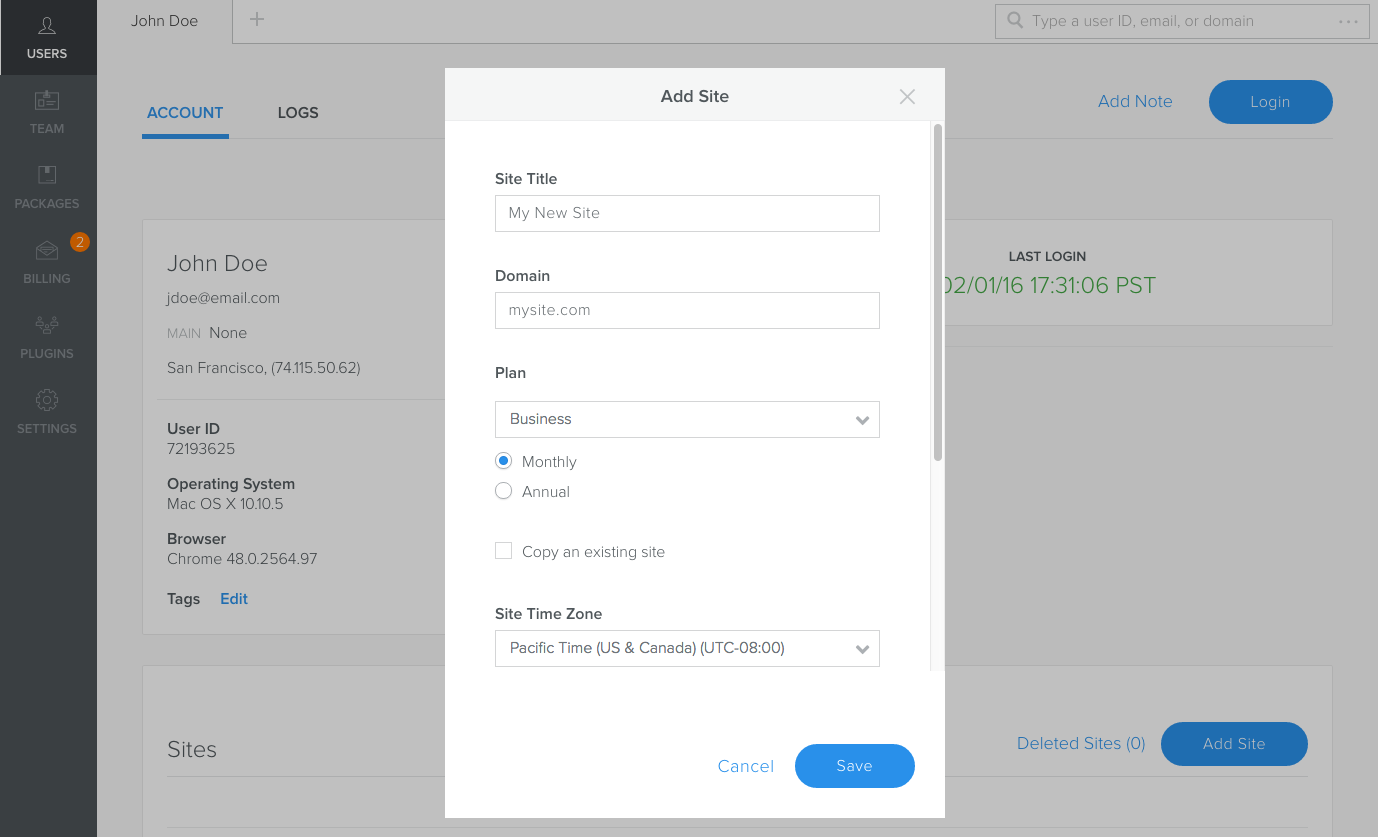 John Doe
+
Type a user ID, email, or domain
...
USERS
TEAM
PACKAGES
2
BILLING
PLUGINS
SETTINGS
ACCOUNT
LOGS
Add Note
Login
John Doe
jdoe@email.com
MAIN None
San Francisco, (74.115.50.62)
User ID
72193625
Operating System
Mac OS X 10.10.5
Browser
Chrome 48.0.2564.97
Tags Edit
LAST LOGIN
02/01/16 17:31:06 PST
Sites
Deleted Sites (0)
Add Site
Add Site
Site Title
My New Site
Domain
mysite.com
Plan
Business
Monthly
Annual
Copy an existing site
Site Time Zone
Pacific Time (US & Canada) (UTC-08:00)
Cancel
Save